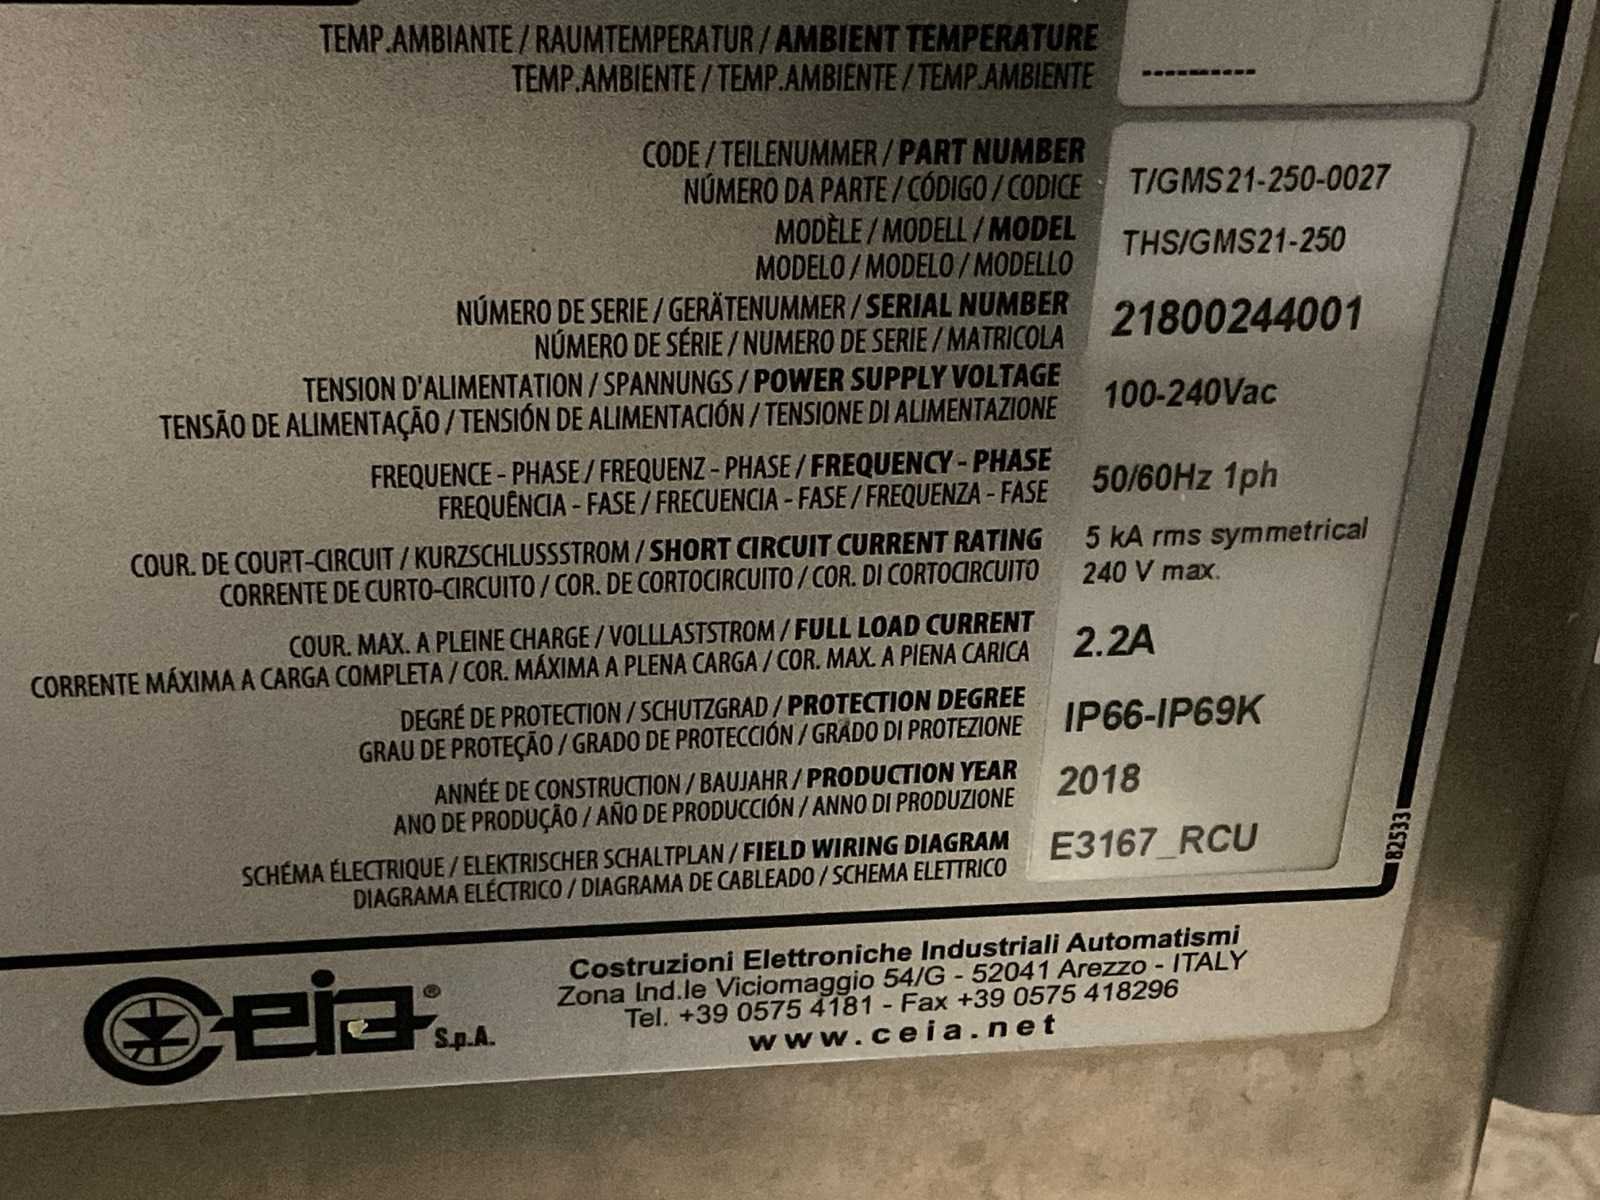 TEMP.AMBIANTE / RAUMTEMPERATUR / AMBIENT TEMPERATURE
TEMP.AMBIENTE / TEMP.AMBIENTE / TEMP.AMBIENTE
----------
CODE / TEILENUMMER / PART NUMBER
NÚMERO DA PARTE / CÓDIGO / CODICE
T/GMS21-250-0027
MODÈLE / MODELL / MODEL
MODELO / MODELO / MODELLO
THS/GMS21-250
NÚMERO DE SERIE / GERÄTENUMMER / SERIAL NUMBER
NÚMERO DE SÉRIE / NUMERO DE SERIE / MATRICOLA
21800244001
TENSION D'ALIMENTATION / SPANNUNGS / POWER SUPPLY VOLTAGE
TENSÃO DE ALIMENTAÇÃO / TENSIÓN DE ALIMENTACIÓN / TENSIONE DI ALIMENTAZIONE
100-240Vac
FREQUENCE - PHASE / FREQUENZ - PHASE / FREQUENCY - PHASE
FREQUÊNCIA - FASE / FRECUENCIA - FASE / FREQUENZA - FASE
50/60Hz 1ph
COUR. DE COURT-CIRCUIT / KURZSCHLUSSSTROM / SHORT CIRCUIT CURRENT RATING
CORRENTE DE CURTO-CIRCUITO / COR. DE CORTOCIRCUITO / COR. DI CORTOCIRCUITO
5 kA rms symmetrical
240 V max.
COUR. MAX. A PLEINE CHARGE / VOLLLASTSTROM / FULL LOAD CURRENT
CORRENTE MÁXIMA A CARGA COMPLETA / COR. MÁXIMA A PLENA CARGA / COR. MAX. A PIENA CARICA
2.2A
DEGRÉ DE PROTECTION / SCHUTZGRAD / PROTECTION DEGREE
GRAU DE PROTEÇÃO / GRADO DE PROTECCIÓN / GRADO DI PROTEZIONE
IP66-IP69K
ANNÉE DE CONSTRUCTION / BAUJAHR / PRODUCTION YEAR
ANO DE PRODUÇÃO / AÑO DE PRODUCCIÓN / ANNO DI PRODUZIONE
2018
SCHÉMA ÉLECTRIQUE / ELEKTRISCHER SCHALTPLAN / FIELD WIRING DIAGRAM
DIAGRAMA ELÉCTRICO / DIAGRAMA DE CABLEADO / SCHEMA ELETTRICO
E3167_RCU
82533
Ceia® S.p.A.
Costruzioni Elettroniche Industriali Automatismi
Zona Ind.le Viciomaggio 54/G - 52041 Arezzo - ITALY
Tel. +39 0575 4181 - Fax +39 0575 418296
www.ceia.net